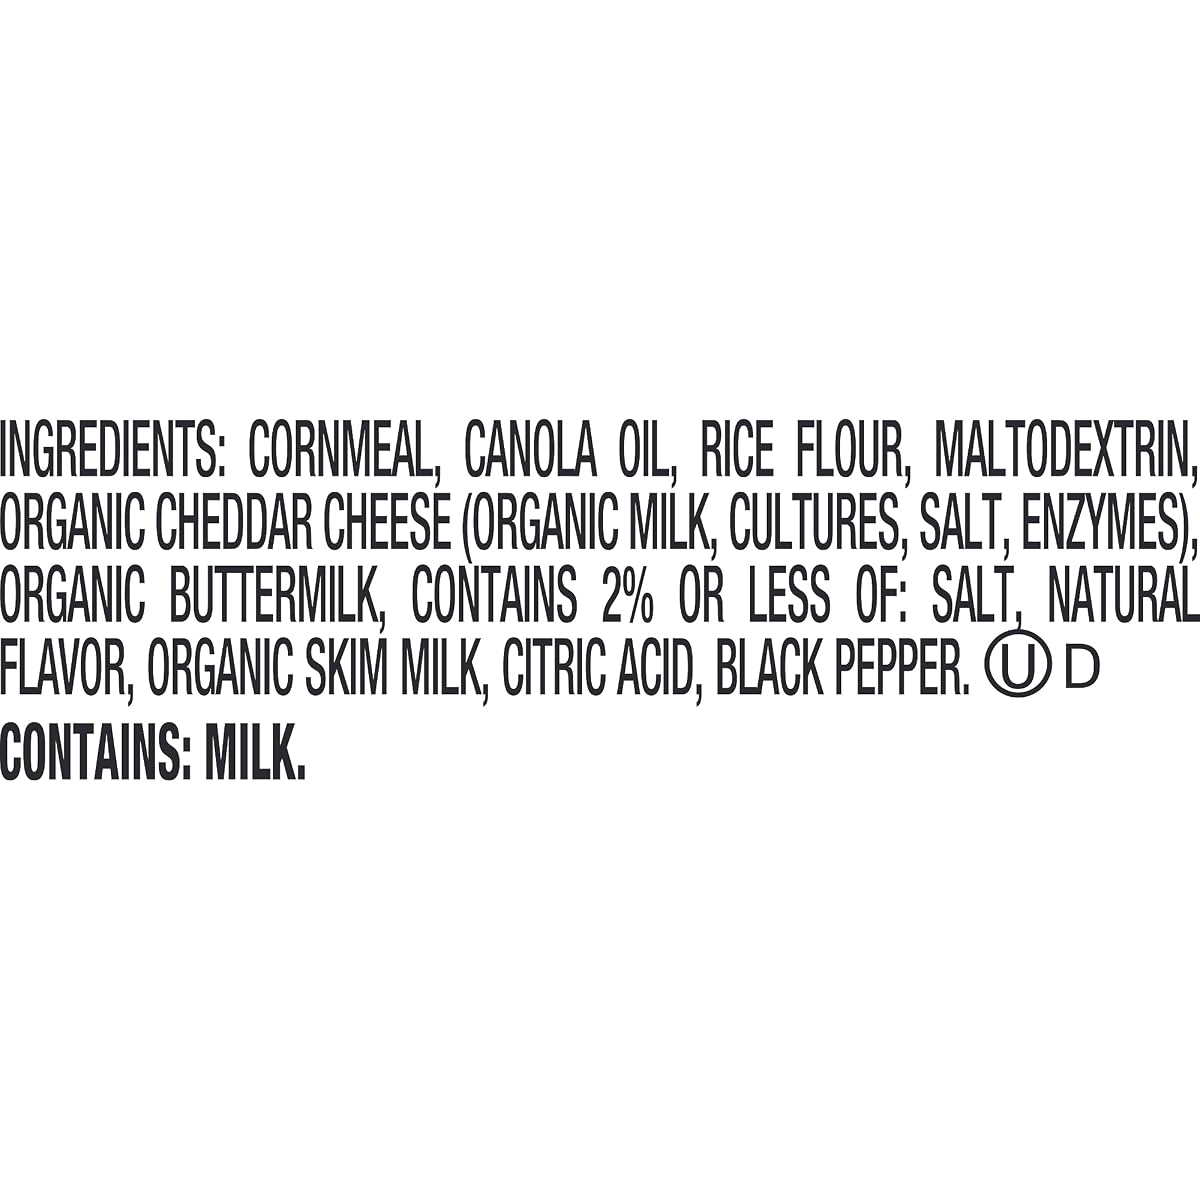 INGREDIENTS: CORNMEAL, CANOLA OIL, RICE FLOUR, MALTODEXTRIN,
ORGANIC CHEDDAR CHEESE (ORGANIC MILK, CULTURES, SALT, ENZYMES),
ORGANIC BUTTERMILK, CONTAINS 2% OR LESS OF: SALT, NATURAL
FLAVOR, ORGANIC SKIM MILK, CITRIC ACID, BLACK PEPPER. Ⓤ D
CONTAINS: MILK.